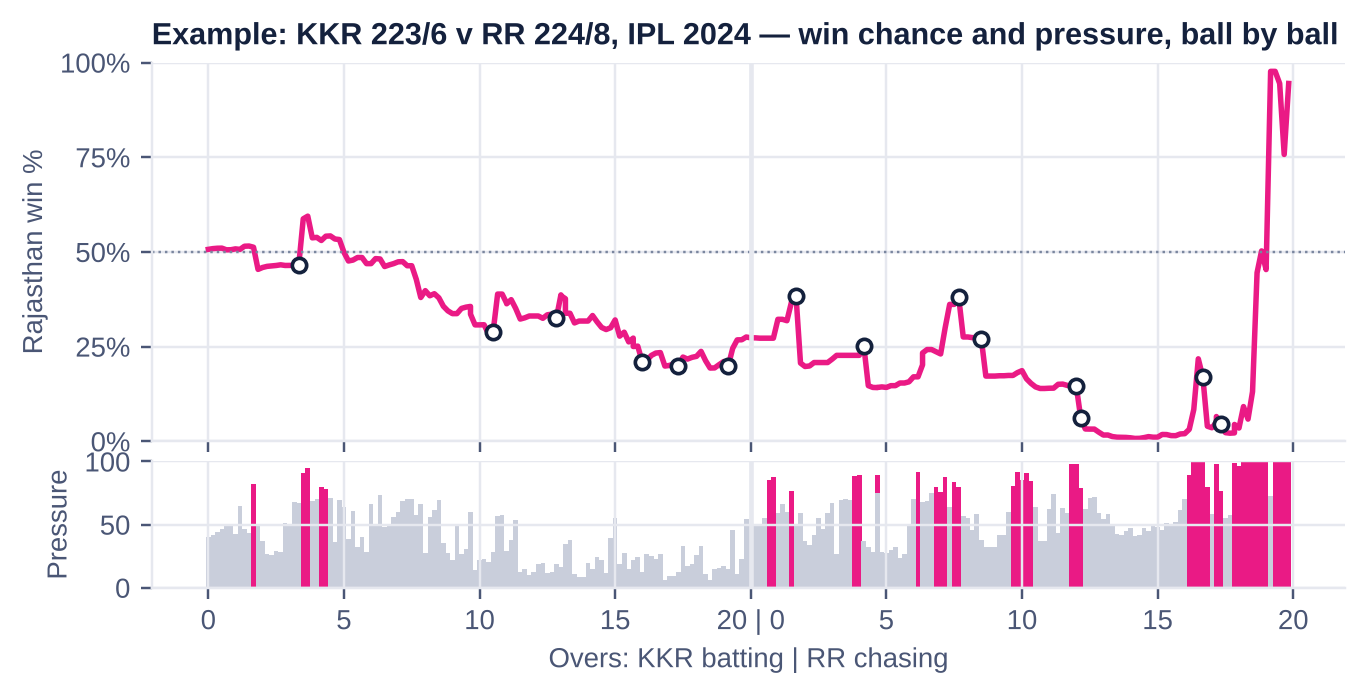 Example: KKR 223/6 v RR 224/8, IPL 2024 — win chance and pressure, ball by ball
Rajasthan win %
100%
75%
50%
25%
0%
Pressure
100
50
0
0 5 10 15 20 | 0 5 10 15 20
Overs: KKR batting | RR chasing